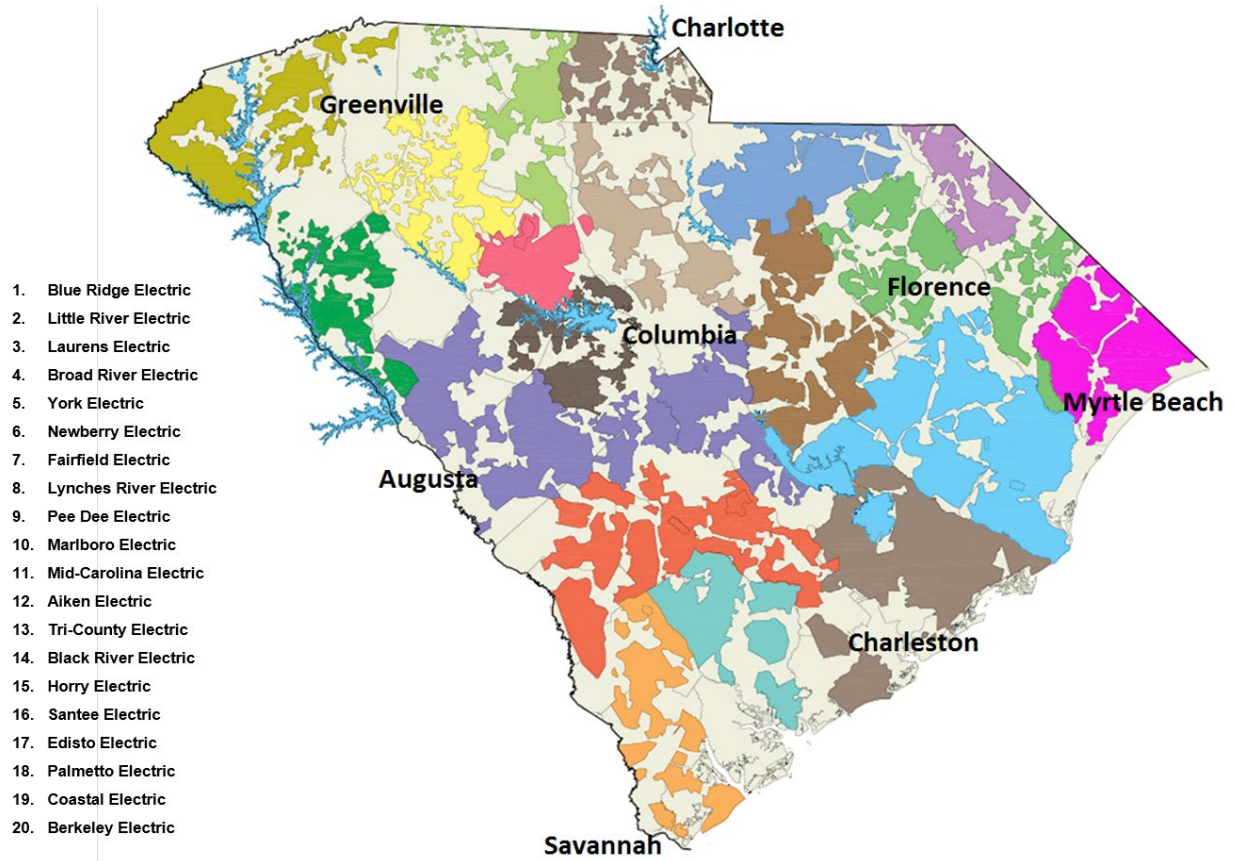 Charlotte
Greenville
Florence
Columbia
Myrtle Beach
Augusta
Charleston
Savannah
1. Blue Ridge Electric
2. Little River Electric
3. Laurens Electric
4. Broad River Electric
5. York Electric
6. Newberry Electric
7. Fairfield Electric
8. Lynches River Electric
9. Pee Dee Electric
10. Marlboro Electric
11. Mid-Carolina Electric
12. Aiken Electric
13. Tri-County Electric
14. Black River Electric
15. Horry Electric
16. Santee Electric
17. Edisto Electric
18. Palmetto Electric
19. Coastal Electric
20. Berkeley Electric